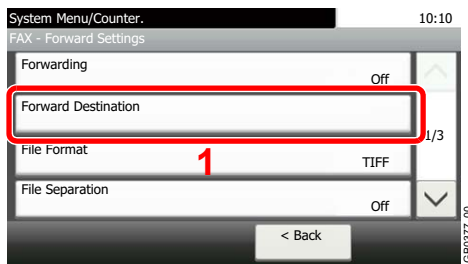 System Menu/Counter.
10:10
FAX - Forward Settings
Forwarding
Off
Forward Destination
1/3
File Format
TIFF
1
File Separation
Off
< Back
GB0377_00